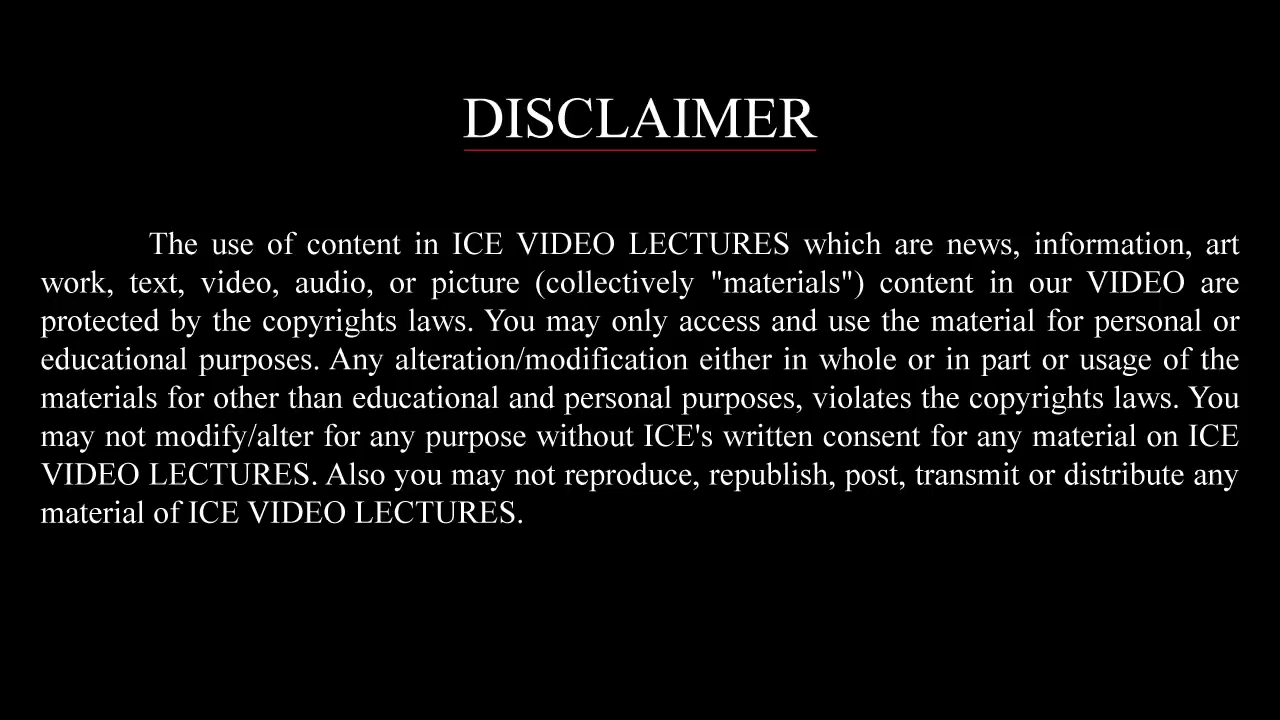 DISCLAIMER
The use of content in ICE VIDEO LECTURES which are news, information, art
work, text, video, audio, or picture (collectively "materials") content in our VIDEO are
protected by the copyrights laws. You may only access and use the material for personal or
educational purposes. Any alteration/modification either in whole or in part or usage of the
materials for other than educational and personal purposes, violates the copyrights laws. You
may not modify/alter for any purpose without ICE's written consent for any material on ICE
VIDEO LECTURES. Also you may not reproduce, republish, post, transmit or distribute any
material of ICE VIDEO LECTURES.